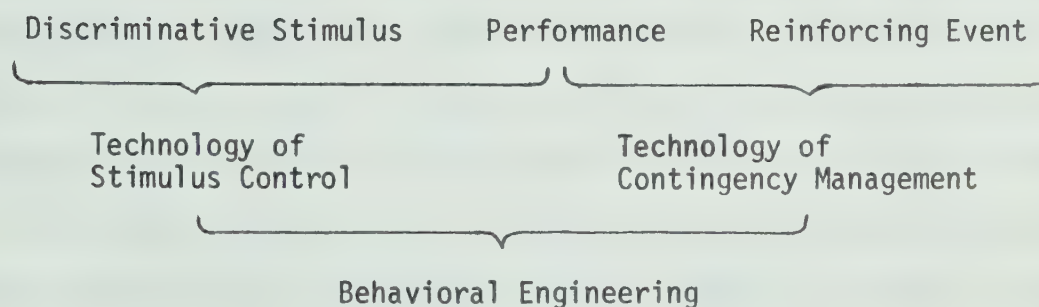 Discriminative Stimulus Performance Reinforcing Event
Technology of Technology of
Stimulus Control Contingency Management
Behavioral Engineering